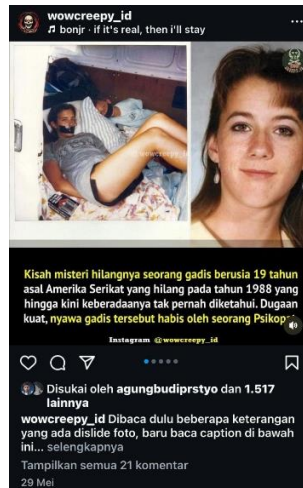 wowcreepy_id
♫ bonjr · if it's real, then i'll stay
wowcreepy_id
Kisah misteri hilangnya seorang gadis berusia 19 tahun
asal Amerika Serikat yang hilang pada tahun 1988 yang
hingga kini keberadaanya tak pernah diketahui. Dugaan
kuat, nyawa gadis tersebut habis oleh seorang
Instagram @wowcreepy_id
Disukai oleh agungbudiprstyo dan 1.517
lainnya
wowcreepy_id Dibaca dulu beberapa keterangan
yang ada dislide foto, baru baca caption di bawah
ini... selengkapnya
Tampilkan semua 21 komentar
29 Mei